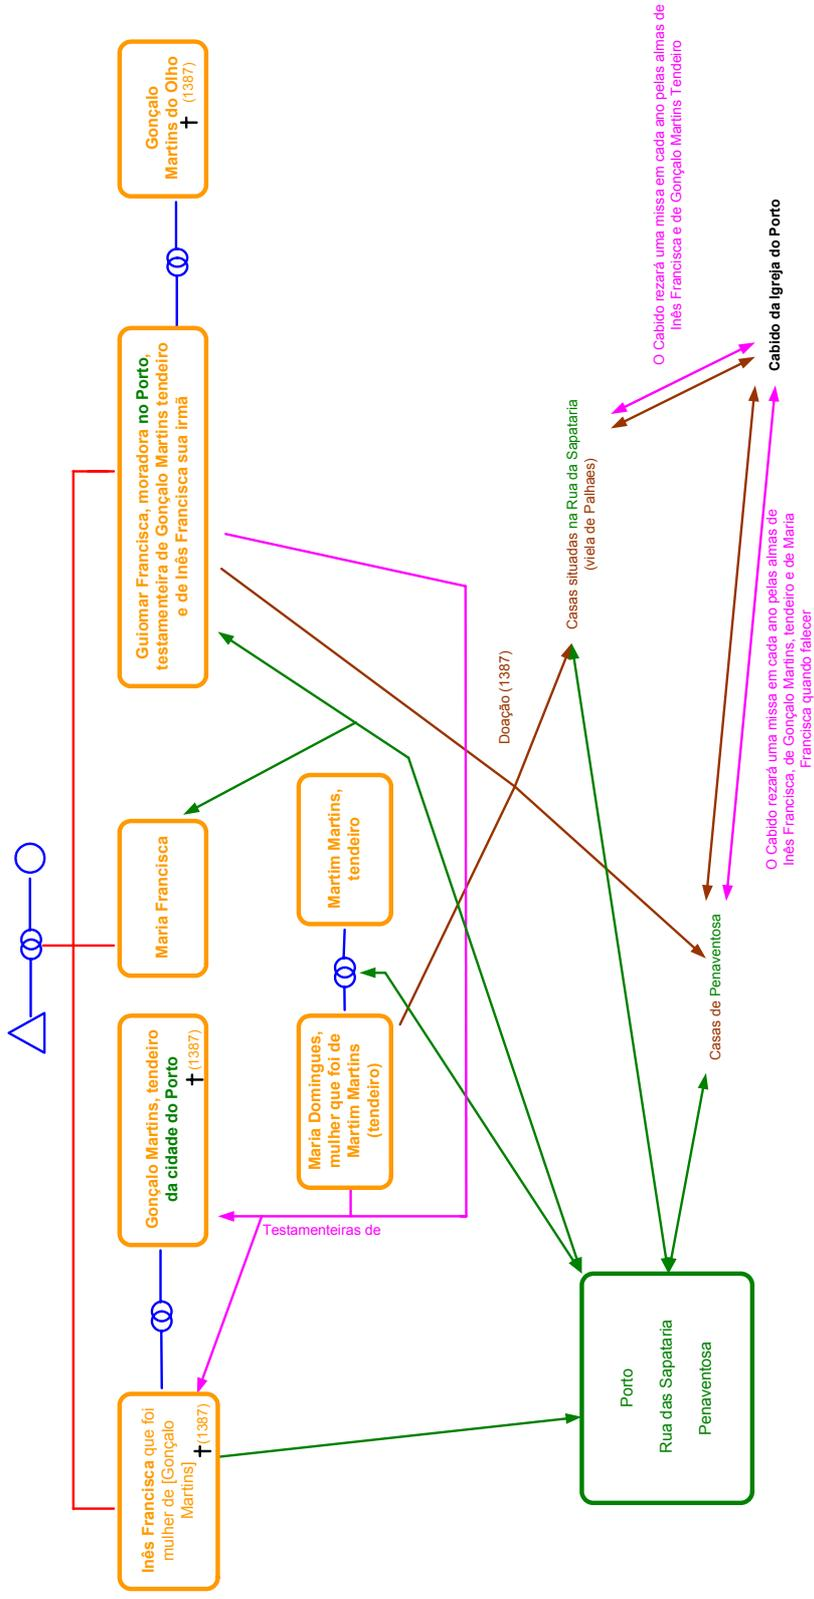 Inês Francisca que foi
mulher de [Gonçalo
Martins]
(1387)
Gonçalo Martins, tendeiro
da cidade do Porto
(1387)
Maria Francisca
Guiomar Francisca, moradora no Porto,
testamenteira de Gonçalo Martins tendeiro
e de Inês Francisca sua irmã
Gonçalo
Martins do Olho
(1387)
Testamenteiras de
Maria Domingues,
mulher que foi de
Martim Martins
(tendeiro)
Martim Martins,
tendeiro
Doação (1387)
Casas situadas na Rua da Sapataria
(viela de Palhaes)
O Cabido rezará uma missa em cada ano pelas almas de
Inês Francisca e de Gonçalo Martins Tendeiro
Porto
Rua das Sapataria
Penaventosa
Casas de Penaventosa
Cabido da Igreja do Porto
O Cabido rezará uma missa em cada ano pelas almas de
Inês Francisca, de Gonçalo Martins, tendeiro e de Maria
Francisca quando falecer